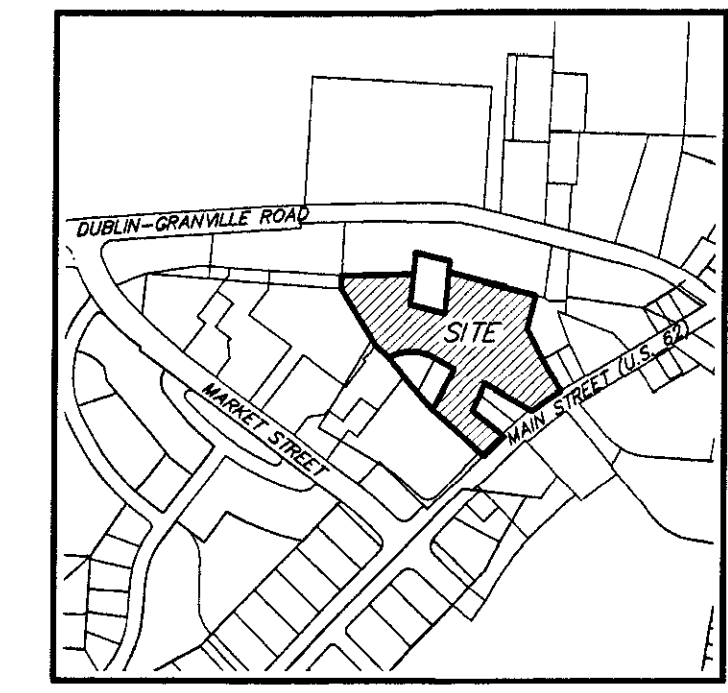 DUBLIN-GRANVILLE ROAD
SITE
MAIN STREET (U.S. 62)
MARKET STREET